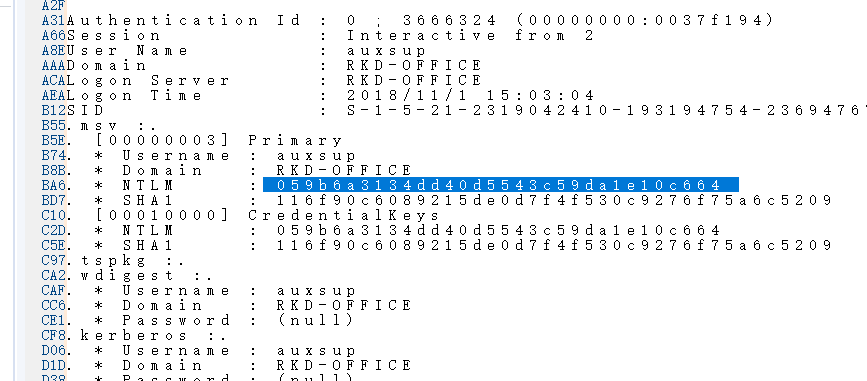 A2F
A31Authentication Id : 0 ; 3666324 (00000000:0037f194)
A66Session : Interactive from 2
A8EUser Name : auxsup
AAADomain : RKD-OFFICE
ACALogon Server : RKD-OFFICE
AEALogon Time : 2018/11/1 15:03:04
B12SID : S-1-5-21-2319042410-193194754-2369476
B55. msv :.
B5E. [00000003] Primary
B74. * Username : auxsup
B8B. * Domain : RKD-OFFICE
BA6. * NTLM : 059b6a3134dd40d5543c59da1e10c664
BD7. * SHA1 : 116f90c6089215de0d7f4f530c9276f75a6c5209
C10. [00010000] CredentialKeys
C2D. * NTLM : 059b6a3134dd40d5543c59da1e10c664
C5E. * SHA1 : 116f90c6089215de0d7f4f530c9276f75a6c5209
C97. tspkg :.
CA2. wdigest :.
CAF. * Username : auxsup
CC6. * Domain : RKD-OFFICE
CE1. * Password : (null)
CF8. kerberos :.
D06. * Username : auxsup
D1D. * Domain : RKD-OFFICE
D38. * Password : (null)